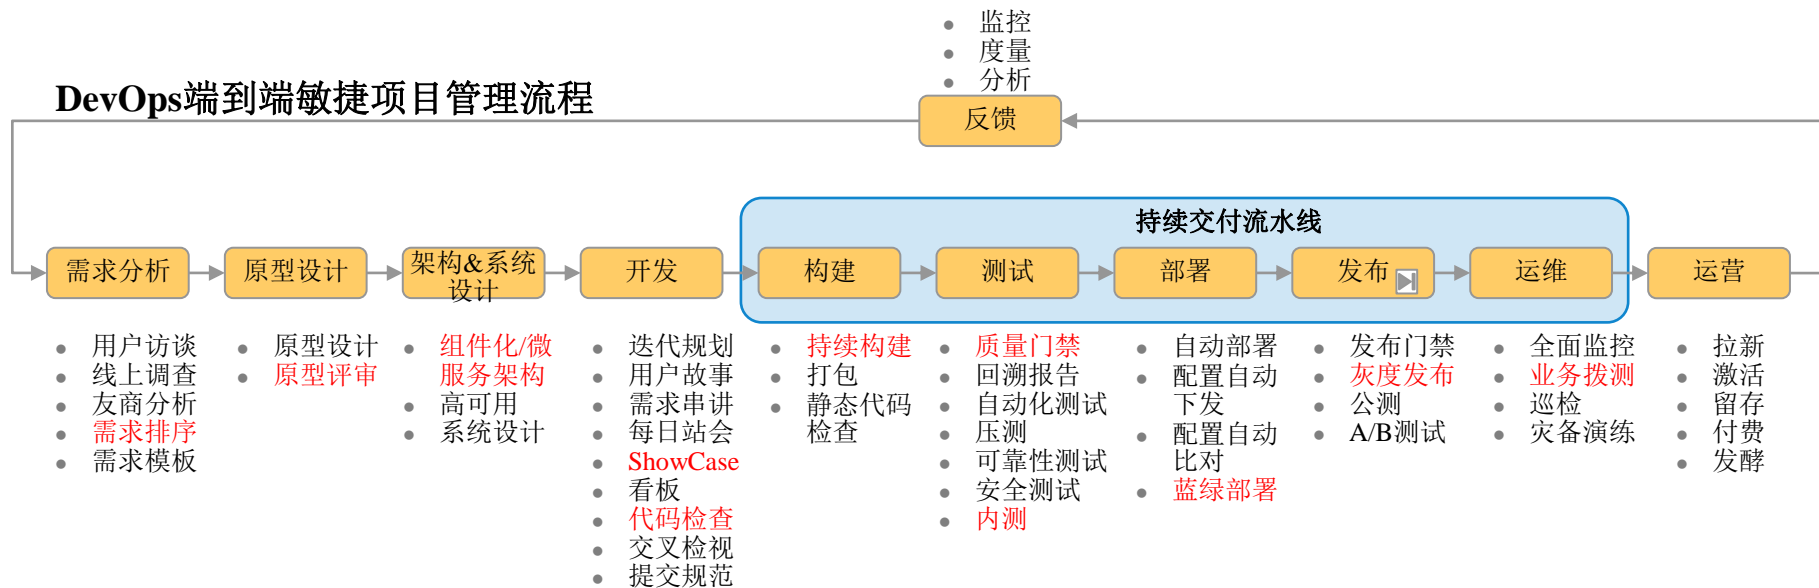 监控
度量
分析
DevOps端到端敏捷项目管理流程
反馈
持续交付流水线
需求分析
原型设计
架构&系统
设计
开发
构建
测试
部署
发布
运维
运营
用户访谈
线上调查
友商分析
需求排序
需求模板
原型设计
原型评审
组件化/微
服务架构
高可用
系统设计
迭代规划
用户故事
需求串讲
每日站会
ShowCase
看板
代码检查
交叉检视
提交规范
持续构建
打包
静态代码
检查
质量门禁
回溯报告
自动化测试
压测
可靠性测试
安全测试
内测
自动部署
配置自动
下发
配置自动
比对
蓝绿部署
发布门禁
灰度发布
公测
A/B测试
全面监控
业务拨测
巡检
灾备演练
拉新
激活
留存
付费
发酵